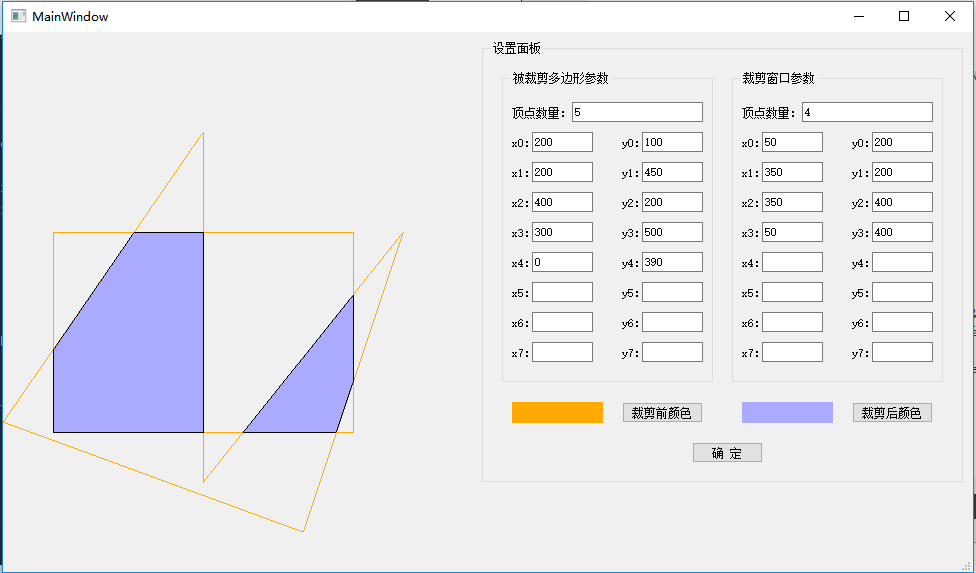 MainWindow
设置面板
被裁剪多边形参数 裁剪窗口参数
顶点数量: 5 顶点数量: 4
x0: 200 y0: 100 x0: 50 y0: 200
x1: 200 y1: 450 x1: 350 y1: 200
x2: 400 y2: 200 x2: 350 y2: 400
x3: 300 y3: 500 x3: 50 y3: 400
x4: 0 y4: 390 x4: y4:
x5: y5: x5: y5:
x6: y6: x6: y6:
x7: y7: x7: y7:
裁剪前颜色 裁剪后颜色
确 定